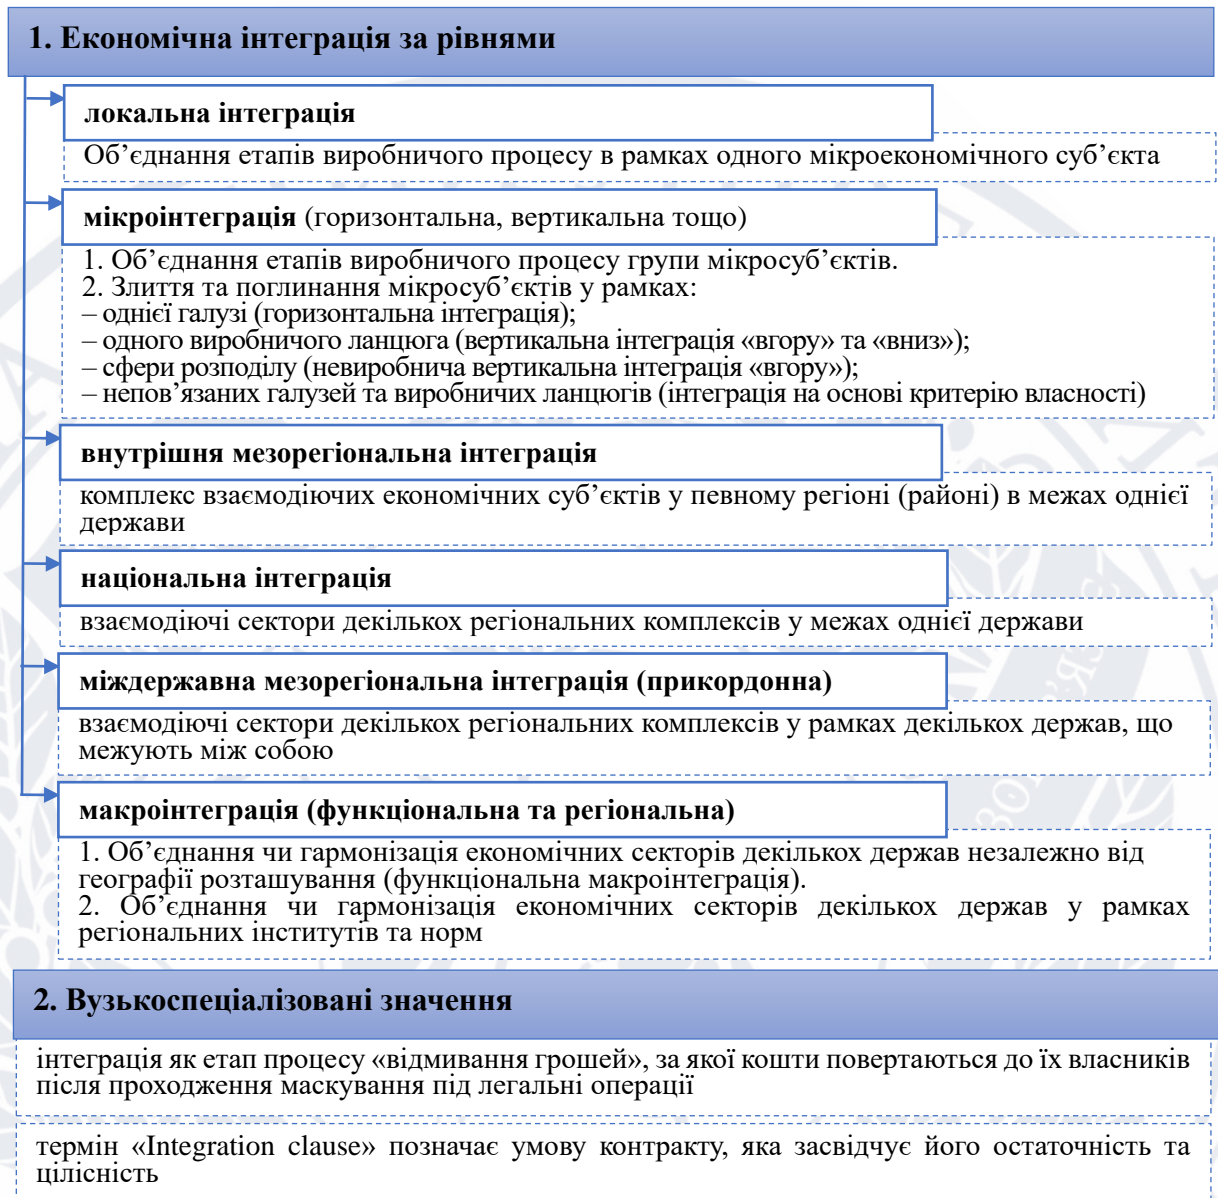 1. Економічна інтеграція за рівнями
локальна інтеграція
Об’єднання етапів виробничого процесу в рамках одного мікроекономічного суб’єкта
мікроінтеграція (горизонтальна, вертикальна тощо)
1. Об’єднання етапів виробничого процесу групи мікросуб’єктів.
2. Злиття та поглинання мікросуб’єктів у рамках:
– однієї галузі (горизонтальна інтеграція);
– одного виробничого ланцюга (вертикальна інтеграція «вгору» та «вниз»);
– сфери розподілу (невиробнича вертикальна інтеграція «вгору»);
– непов’язаних галузей та виробничих ланцюгів (інтеграція на основі критерію власності)
внутрішня мезорегіональна інтеграція
комплекс взаємодіючих економічних суб’єктів у певному регіоні (районі) в межах однієї
держави
національна інтеграція
взаємодіючі сектори декількох регіональних комплексів у межах однієї держави
міждержавна мезорегіональна інтеграція (прикордонна)
взаємодіючі сектори декількох регіональних комплексів у рамках декількох держав, що
межують між собою
макроінтеграція (функціональна та регіональна)
1. Об’єднання чи гармонізація економічних секторів декількох держав незалежно від
географії розташування (функціональна макроінтеграція).
2. Об’єднання чи гармонізація економічних секторів декількох держав у рамках
регіональних інститутів та норм
2. Вузькоспеціалізовані значення
інтеграція як етап процесу «відмивання грошей», за якої кошти повертаються до їх власників
після проходження маскування під легальні операції
термін «Integration clause» позначає умову контракту, яка засвідчує його остаточність та
цілісність